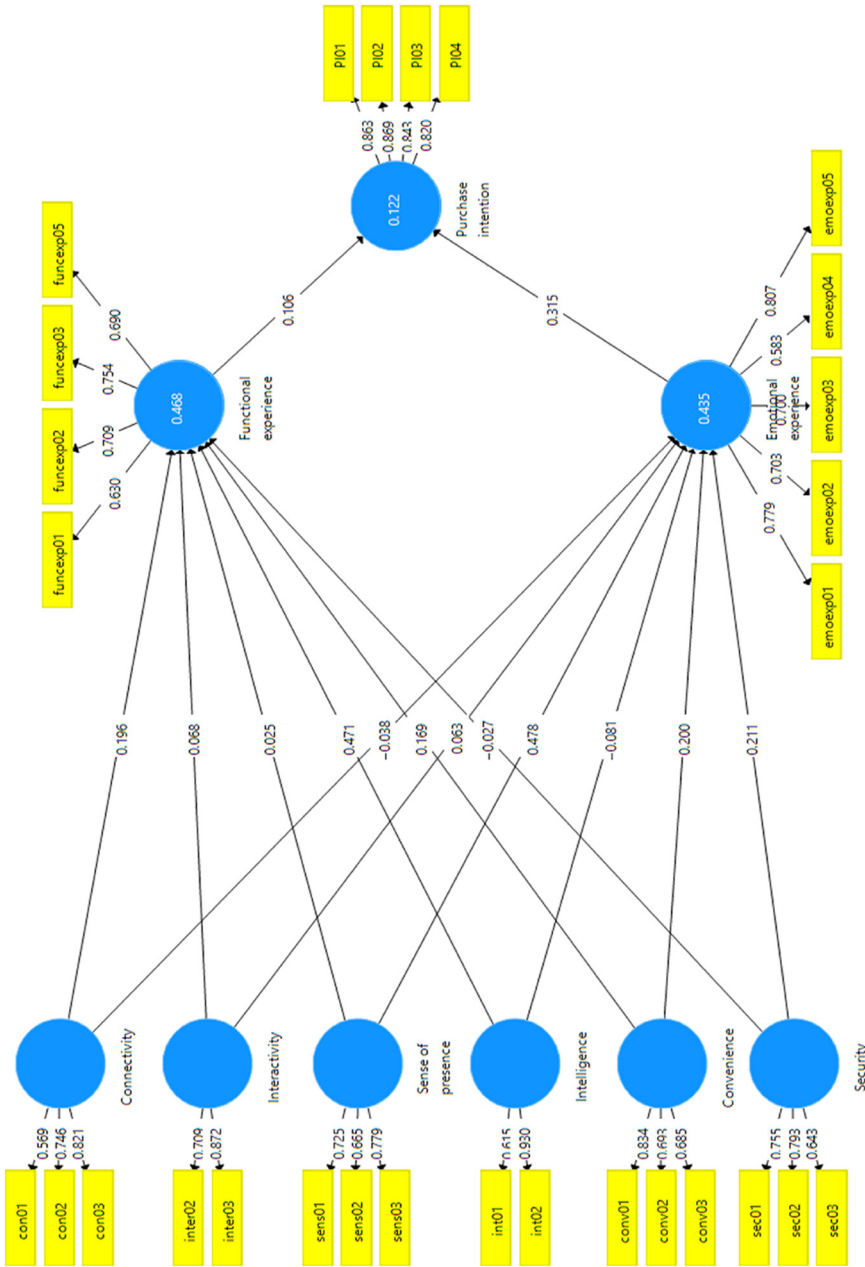 PI01
PI02
PI03
PI04
0.863
0.869
0.843
0.820
0.122
Purchase
intention
funcexp01
funcexp02
funcexp03
funcexp05
0.630
0.709
0.754
0.690
0.468
Functional
experience
0.106
0.315
0.435
Emotional
experience
0.779
0.703
0.700
0.583
0.807
emoexp01
emoexp02
emoexp03
emoexp04
emoexp05
0.196
0.068
0.025
0.471
-0.038
0.169
0.063
-0.027
0.478
-0.081
0.200
0.211
Connectivity
Interactivity
Sense of
presence
Intelligence
Convenience
Security
0.569
0.746
0.821
0.709
0.872
0.725
0.665
0.779
0.615
0.930
0.834
0.693
0.685
0.755
0.793
0.643
con01
con02
con03
inter02
inter03
sens01
sens02
sens03
int01
int02
conv01
conv02
conv03
sec01
sec02
sec03